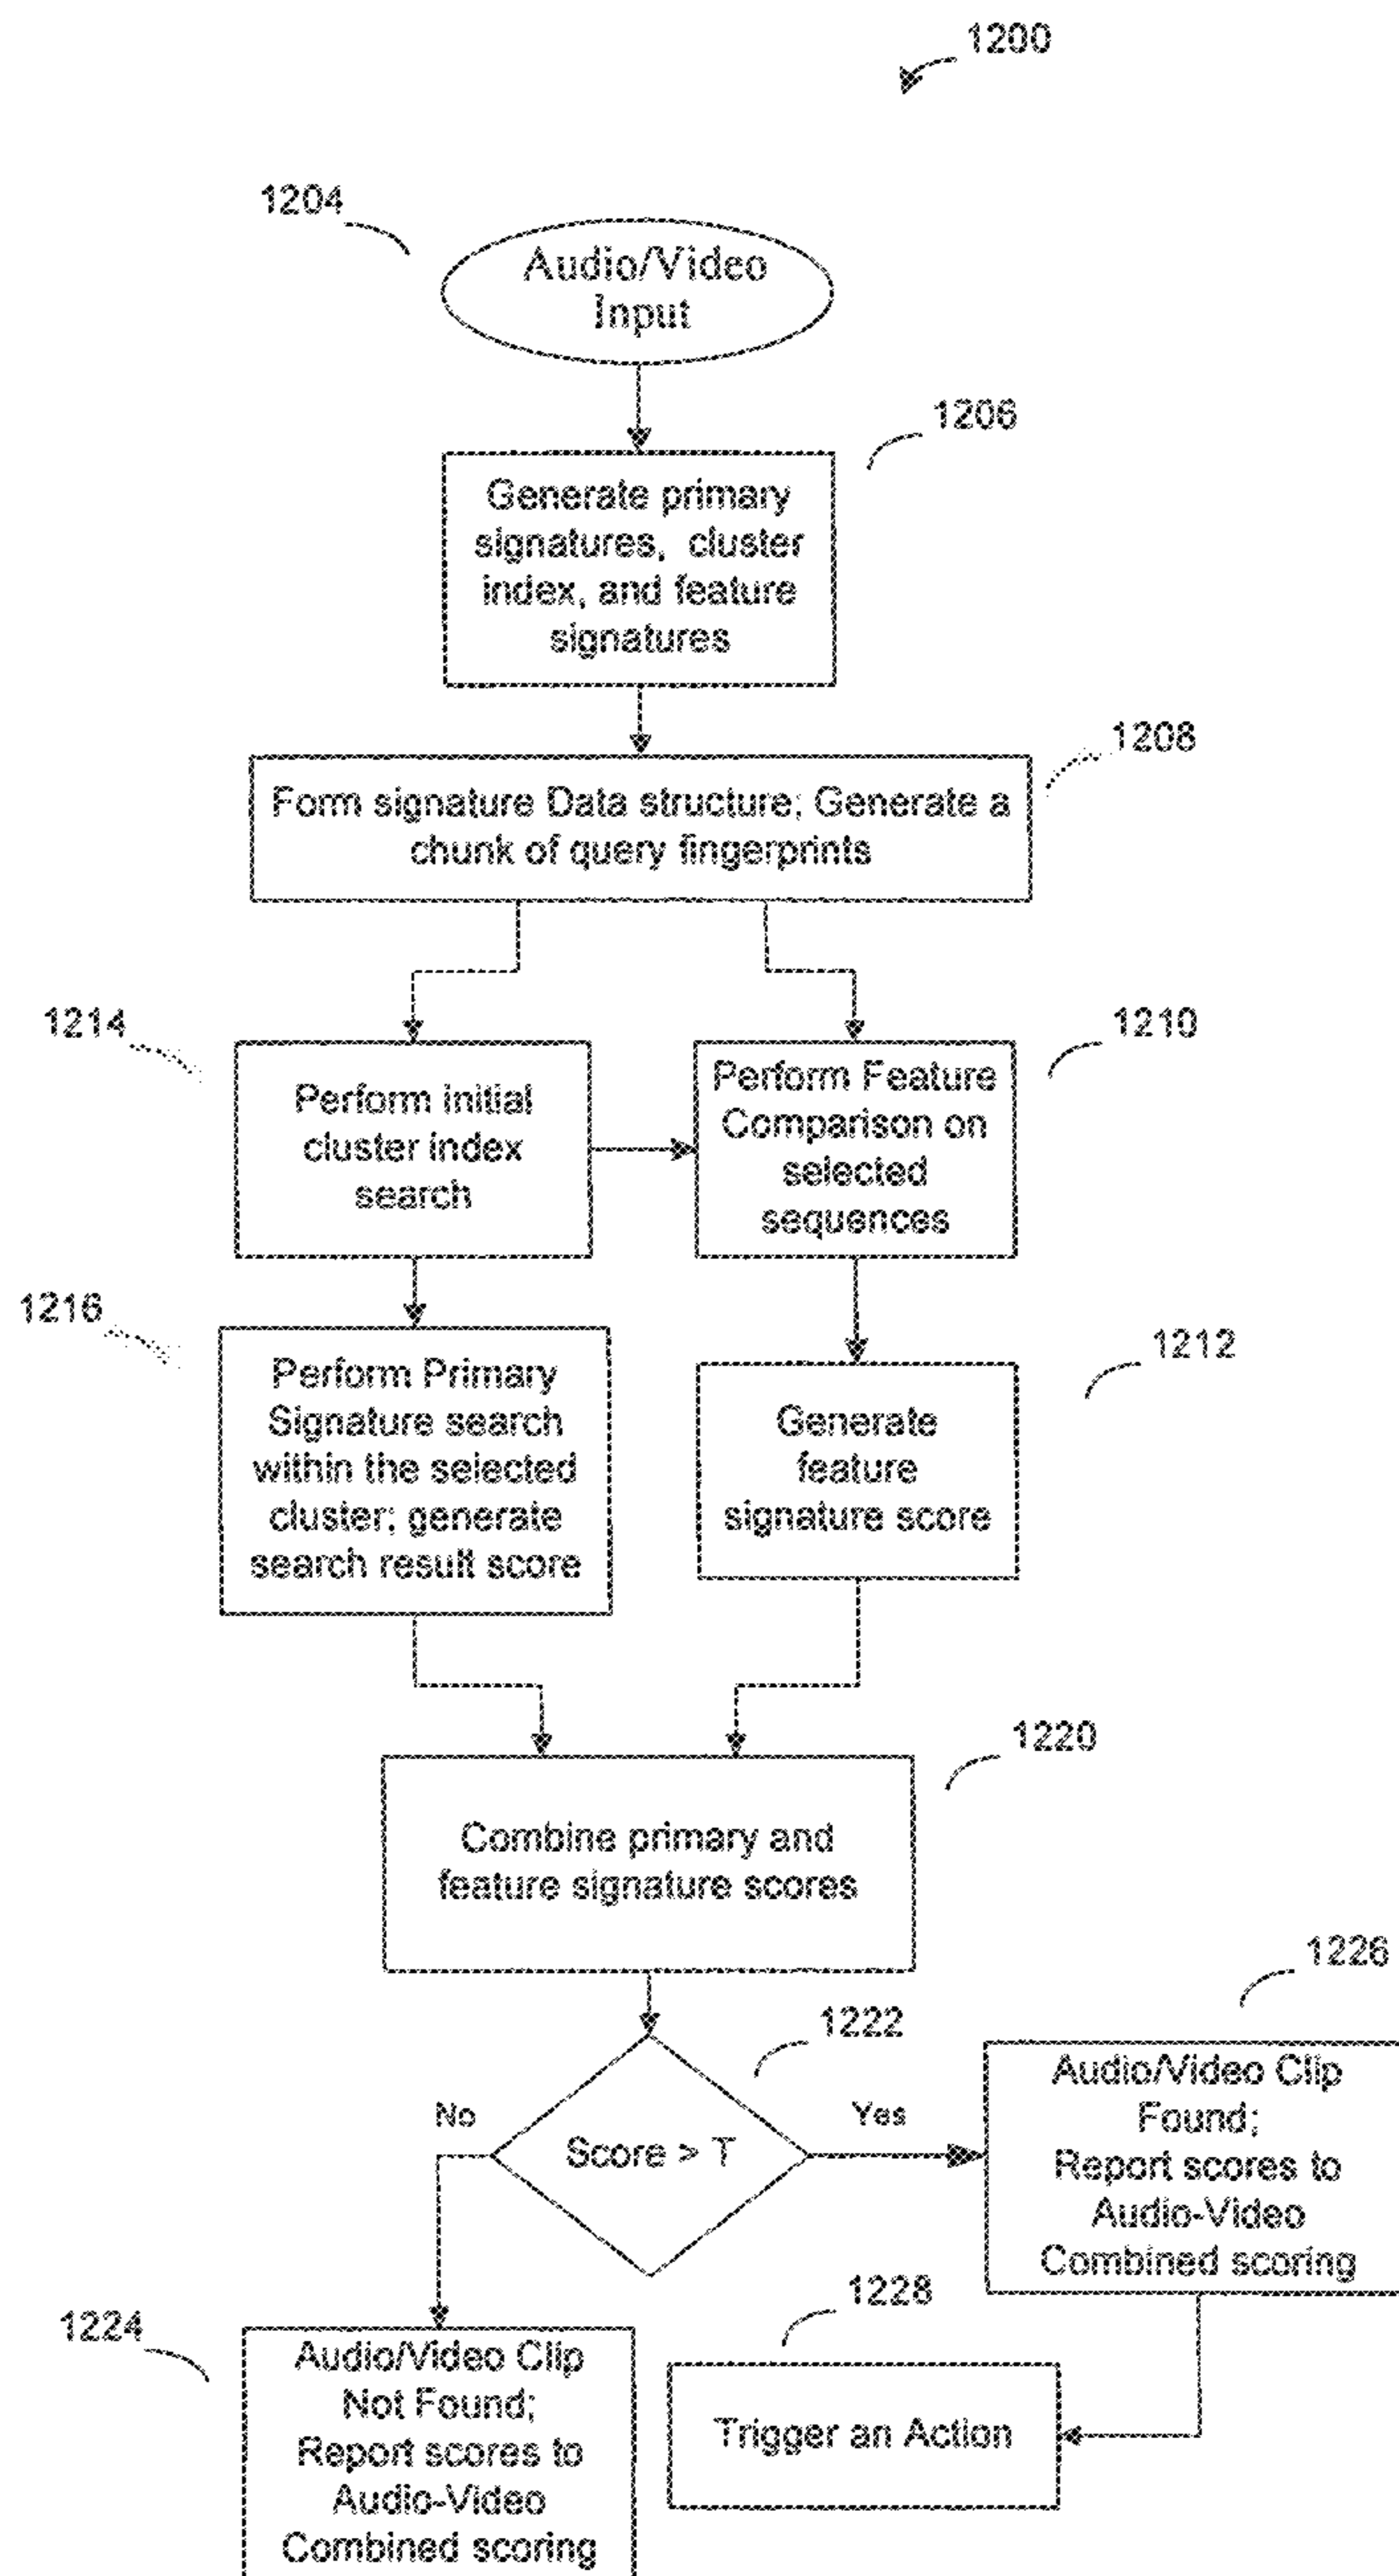 1200
1204
Audio/Video
Input
1206
Generate primary
signatures, cluster
index, and feature
signatures
1208
Form signature Data structure; Generate a
chunk of query fingerprints
1214
Perform initial
cluster index
search
1210
Perform Feature
Comparison on
selected
sequences
1216
Perform Primary
Signature search
within the selected
cluster; generate
search result score
1212
Generate
feature
signature score
1220
Combine primary and
feature signature scores
1222
No
Score > T
Yes
1226
Audio/Video Clip
Found;
Report scores to
Audio-Video
Combined scoring
1224
Audio/Video Clip
Not Found;
Report scores to
Audio-Video
Combined scoring
1228
Trigger an Action